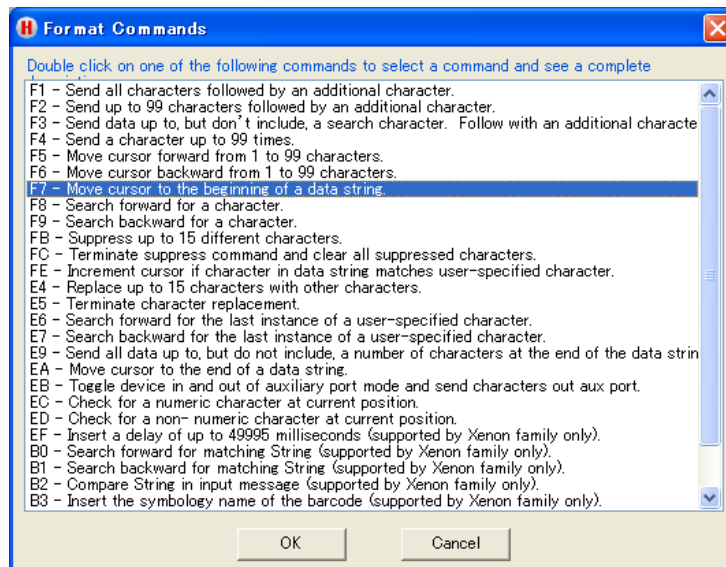 Format Commands
Double click on one of the following commands to select a command and see a complete
F1 - Send all characters followed by an additional character.
F2 - Send up to 99 characters followed by an additional character.
F3 - Send data up to, but don't include, a search character. Follow with an additional characte
F4 - Send a character up to 99 times.
F5 - Move cursor forward from 1 to 99 characters.
F6 - Move cursor backward from 1 to 99 characters.
F7 - Move cursor to the beginning of a data string.
F8 - Search forward for a character.
F9 - Search backward for a character.
FB - Suppress up to 15 different characters.
FC - Terminate suppress command and clear all suppressed characters.
FE - Increment cursor if character in data string matches user-specified character.
E4 - Replace up to 15 characters with other characters.
E5 - Terminate character replacement.
E6 - Search forward for the last instance of a user-specified character.
E7 - Search backward for the last instance of a user-specified character.
E9 - Send all data up to, but do not include, a number of characters at the end of the data strin
EA - Move cursor to the end of a data string.
EB - Toggle device in and out of auxiliary port mode and send characters out aux port.
EC - Check for a numeric character at current position.
ED - Check for a non- numeric character at current position.
EF - Insert a delay of up to 49995 milliseconds (supported by Xenon family only).
B0 - Search forward for matching String (supported by Xenon family only).
B1 - Search backward for matching String (supported by Xenon family only).
B2 - Compare String in input message (supported by Xenon family only).
B3 - Insert the symbology name of the barcode (supported by Xenon family only).
OK
Cancel